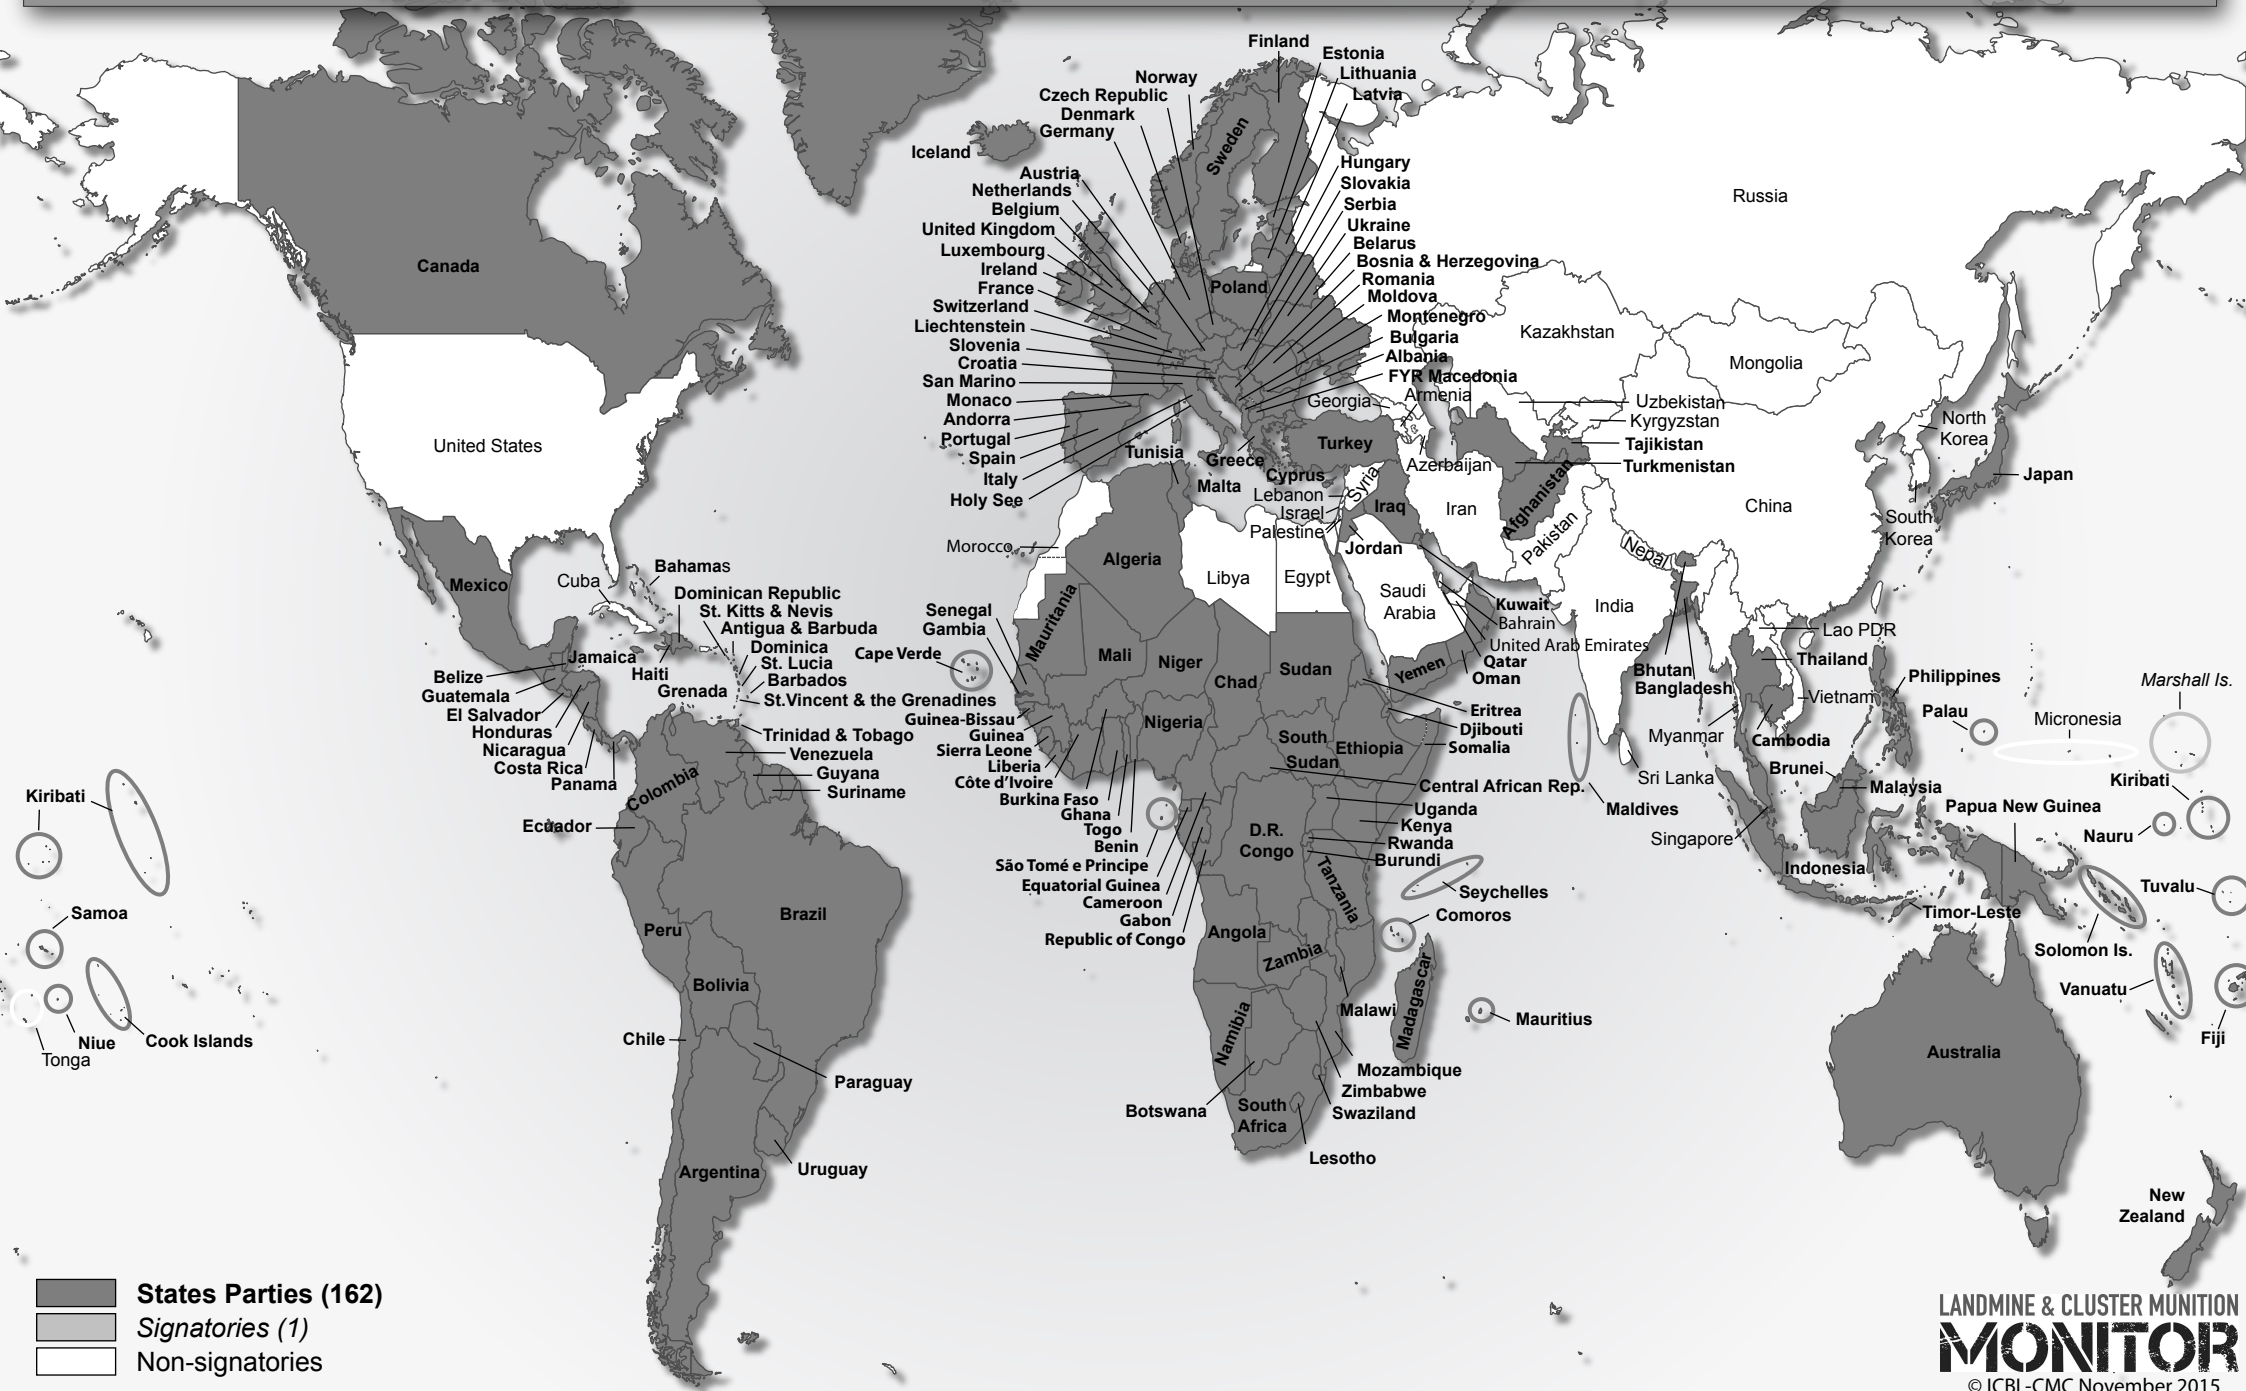 Finland
Estonia
Lithuania
Latvia
Norway
Czech Republic
Denmark
Germany
Sweden
Iceland
Austria
Netherlands
Belgium
United Kingdom
Luxembourg
Ireland
France
Switzerland
Liechtenstein
Slovenia
Croatia
San Marino
Monaco
Andorra
Portugal
Spain
Italy
Holy See
Hungary
Slovakia
Serbia
Ukraine
Belarus
Bosnia & Herzegovina
Romania
Moldova
Montenegro
Bulgaria
Albania
FYR Macedonia
Poland
Georgia
Armenia
Turkey
Azerbaijan
Tunisia
Greece
Malta
Cyprus
Lebanon
Israel
Palestine
Syria
Iraq
Jordan
Iran
Russia
Kazakhstan
Mongolia
Uzbekistan
Kyrgyzstan
Tajikistan
Turkmenistan
Afghanistan
Pakistan
China
North
Korea
South
Korea
Japan
Nepal
India
Canada
United States
Mexico
Cuba
Bahamas
Dominican Republic
St. Kitts & Nevis
Antigua & Barbuda
Dominica
St. Lucia
Barbados
St.Vincent & the Grenadines
Jamaica
Haiti
Grenada
Belize
Guatemala
El Salvador
Honduras
Nicaragua
Costa Rica
Panama
Trinidad & Tobago
Venezuela
Guyana
Suriname
Colombia
Ecuador
Peru
Brazil
Bolivia
Chile
Paraguay
Uruguay
Argentina
Kiribati
Samoa
Niue
Tonga
Cook Islands
Morocco
Algeria
Libya
Egypt
Saudi
Arabia
Kuwait
Bahrain
United Arab Emirates
Qatar
Oman
Yemen
Senegal
Gambia
Cape Verde
Mauritania
Mali
Niger
Chad
Sudan
Nigeria
South
Sudan
Ethiopia
Eritrea
Djibouti
Somalia
Guinea-Bissau
Guinea
Sierra Leone
Liberia
Côte d'Ivoire
Burkina Faso
Ghana
Togo
Benin
São Tomé e Principe
Equatorial Guinea
Cameroon
Gabon
Republic of Congo
Central African Rep.
Uganda
Kenya
Rwanda
Burundi
D.R.
Congo
Tanzania
Seychelles
Comoros
Angola
Zambia
Malawi
Madagascar
Mauritius
Namibia
Mozambique
Zimbabwe
Swaziland
Botswana
South
Africa
Lesotho
Bhutan
Bangladesh
Lao PDR
Thailand
Vietnam
Myanmar
Cambodia
Sri Lanka
Maldives
Brunei
Malaysia
Singapore
Indonesia
Philippines
Palau
Micronesia
Marshall Is.
Kiribati
Papua New Guinea
Nauru
Tuvalu
Timor-Leste
Solomon Is.
Vanuatu
Fiji
Australia
New
Zealand
States Parties (162)
Signatories (1)
Non-signatories
LANDMINE & CLUSTER MUNITION
MONITOR
© ICBL-CMC November 2015